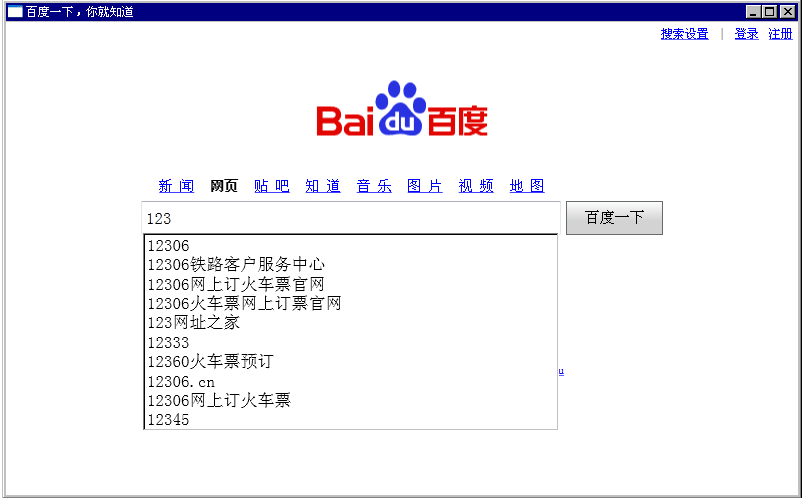 百度一下，你就知道
搜索设置 | 登录 注册
Bai du 百度
新 闻 网页 贴 吧 知 道 音 乐 图 片 视 频 地 图
123 百度一下
12306
12306铁路客户服务中心
12306网上订火车票官网
12306火车票网上订票官网
123网址之家
12333
12360火车票预订
12306.cn
12306网上订火车票
12345
u